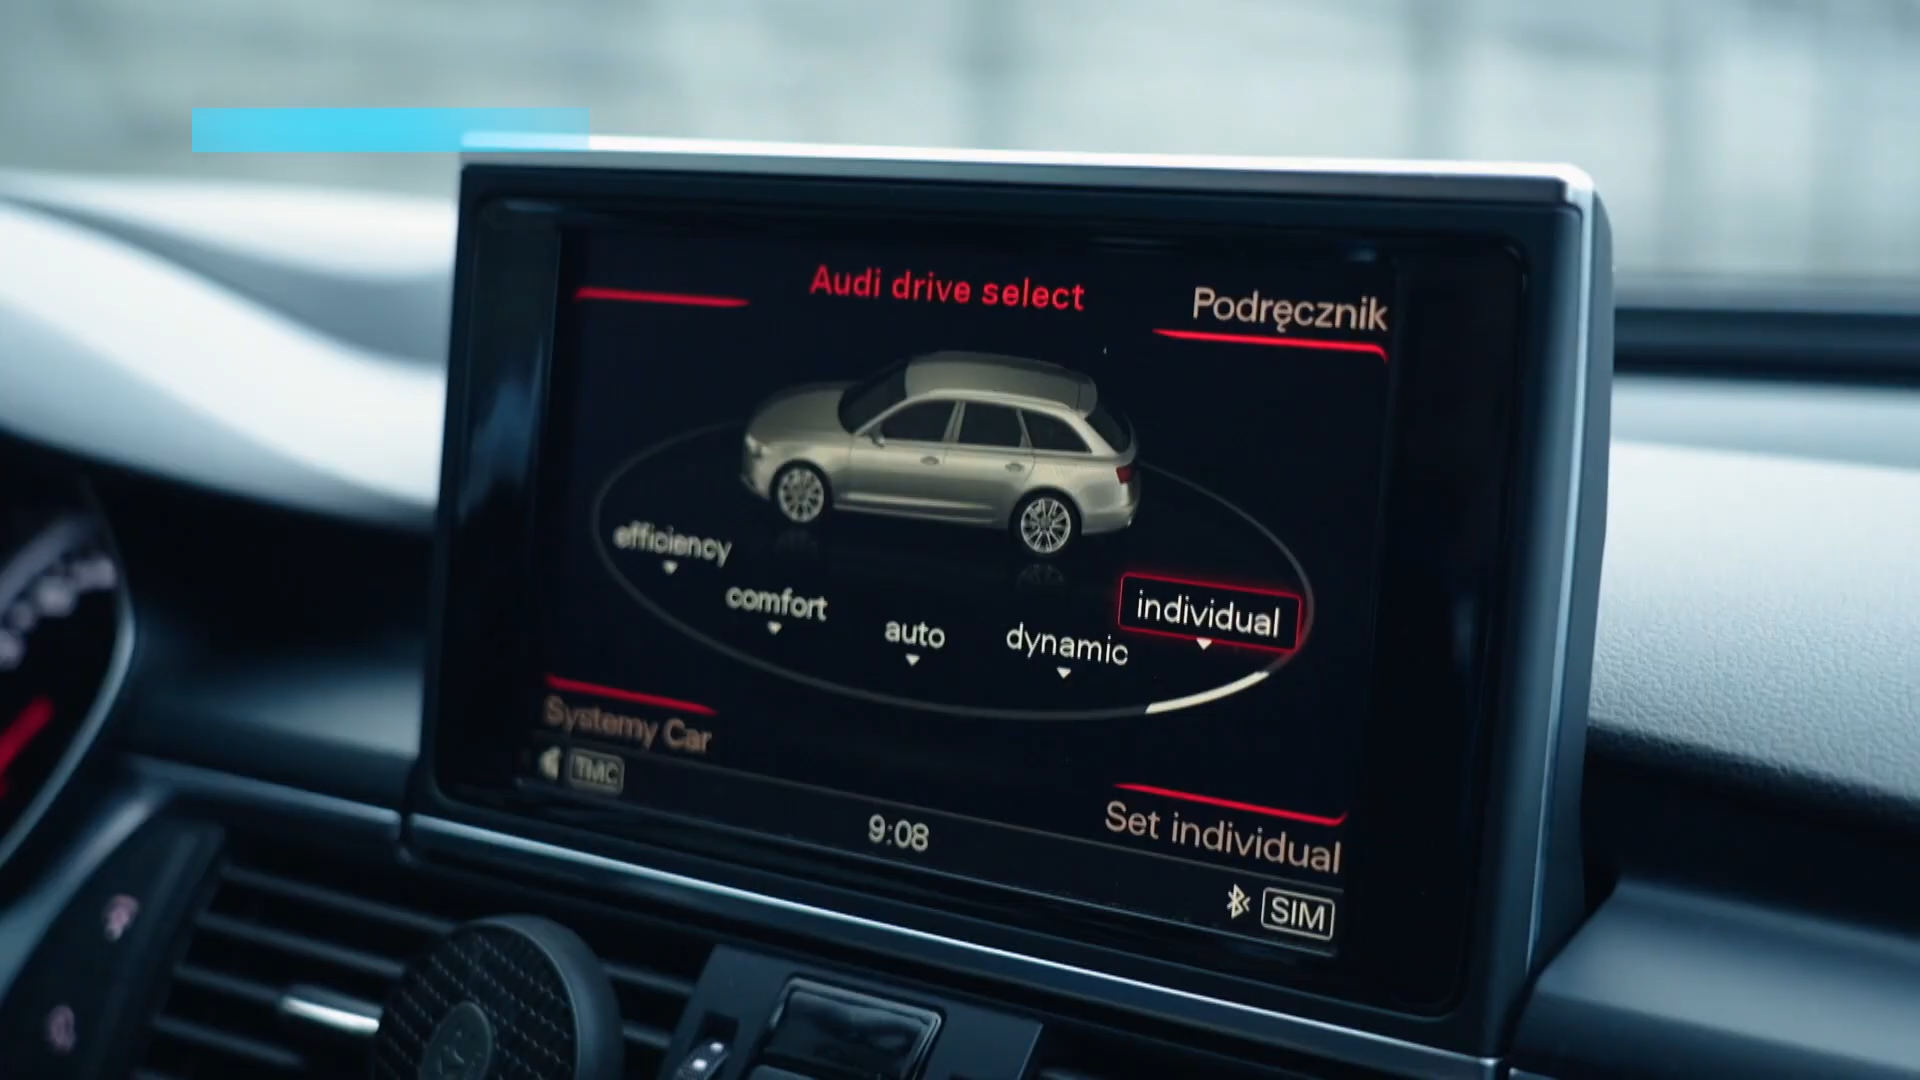 Audi drive select
Podręcznik
efficiency
comfort
auto
dynamic
individual
Systemy Car
TMC
9:08
Set individual
SIM